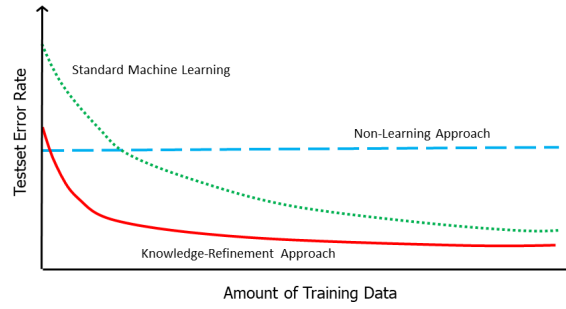 Standard Machine Learning
Testset Error Rate
Non-Learning Approach
Knowledge-Refinement Approach
Amount of Training Data